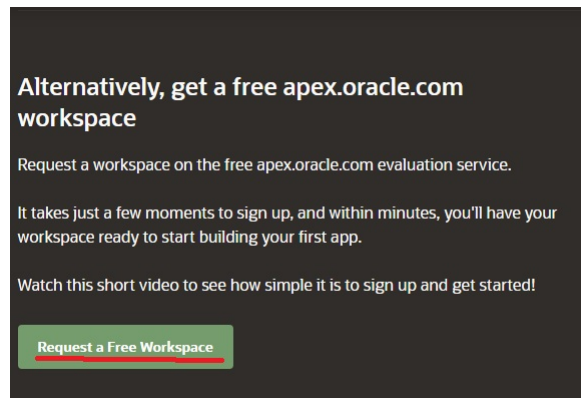 Alternatively, get a free apex.oracle.com
workspace
Request a workspace on the free apex.oracle.com evaluation service.
It takes just a few moments to sign up, and within minutes, you'll have your
workspace ready to start building your first app.
Watch this short video to see how simple it is to sign up and get started!
Request a Free Workspace